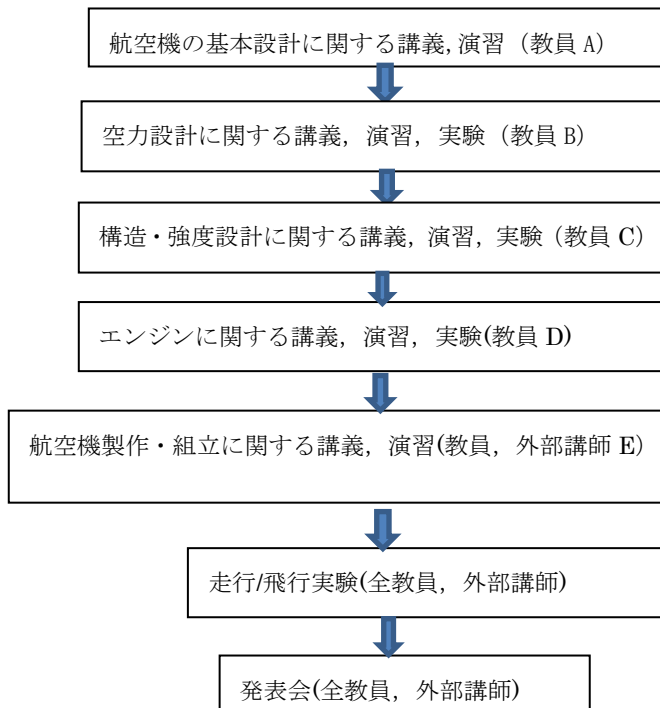 航空機の基本設計に関する講義,演習（教員 A）
空力設計に関する講義，演習，実験（教員 B）
構造・強度設計に関する講義，演習，実験（教員 C）
エンジンに関する講義，演習，実験(教員 D)
航空機製作・組立に関する講義，演習(教員，外部講師 E）
走行/飛行実験(全教員，外部講師)
発表会(全教員，外部講師)